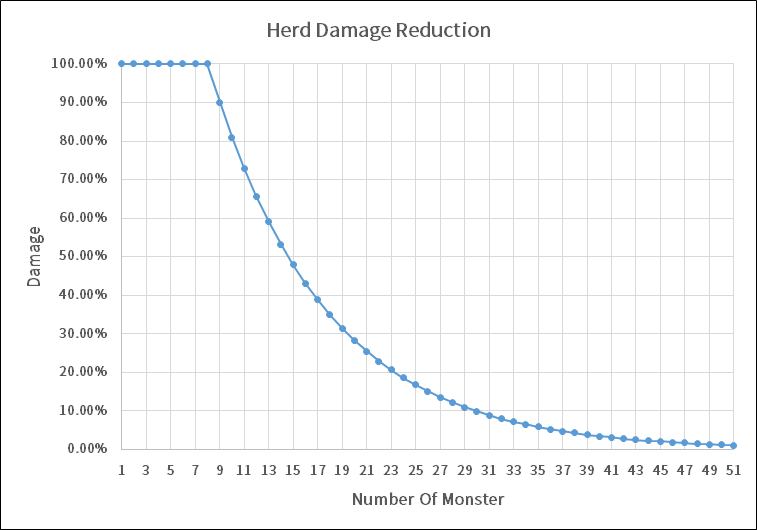 Herd Damage Reduction
100.00%
90.00%
80.00%
70.00%
60.00%
50.00%
40.00%
30.00%
20.00%
10.00%
0.00%
Damage
1 3 5 7 9 11 13 15 17 19 21 23 25 27 29 31 33 35 37 39 41 43 45 47 49 51
Number Of Monster